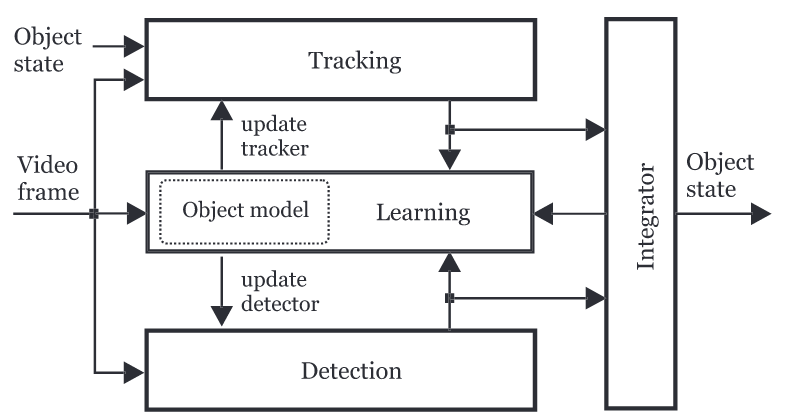 Object
state
Tracking
update
tracker
Video
frame
Object model
Learning
Integrator
Object
state
update
detector
Detection